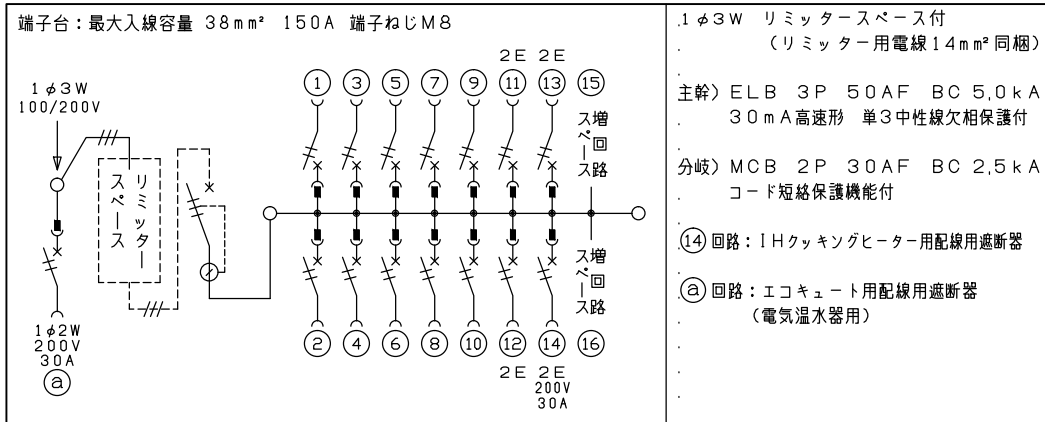 端子台：最大入線容量 38mm² 150A 端子ねじM8
1φ3W
100/200V
リミッター
スペース
1φ2W
200V
30A
ⓐ
2E 2E
① ③ ⑤ ⑦ ⑨ ⑪ ⑬ ⑮
増回路
スペース
増回路
スペース
② ④ ⑥ ⑧ ⑩ ⑫ ⑭ ⑯
2E 2E
200V
30A
1φ3W リミッタースペース付
（リミッター用電線14mm²同梱）
主幹）ELB 3P 50AF BC 5,0kA
30mA高速形 単3中性線欠相保護付
分岐）MCB 2P 30AF BC 2,5kA
コード短絡保護機能付
⑭回路：IHクッキングヒーター用配線用遮断器
ⓐ回路：エコキュート用配線用遮断器
（電気温水器用）